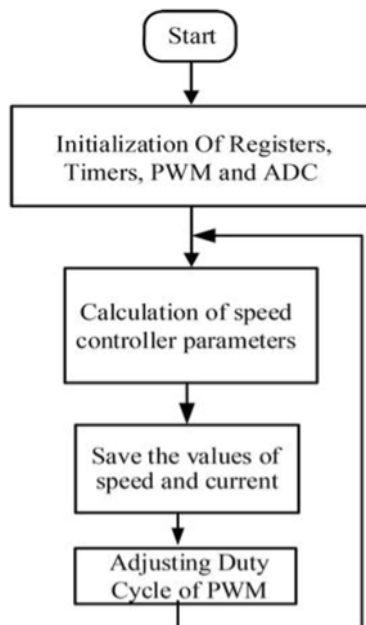 Start
Initialization Of Registers,
Timers, PWM and ADC
Calculation of speed
controller parameters
Save the values of
speed and current
Adjusting Duty
Cycle of PWM